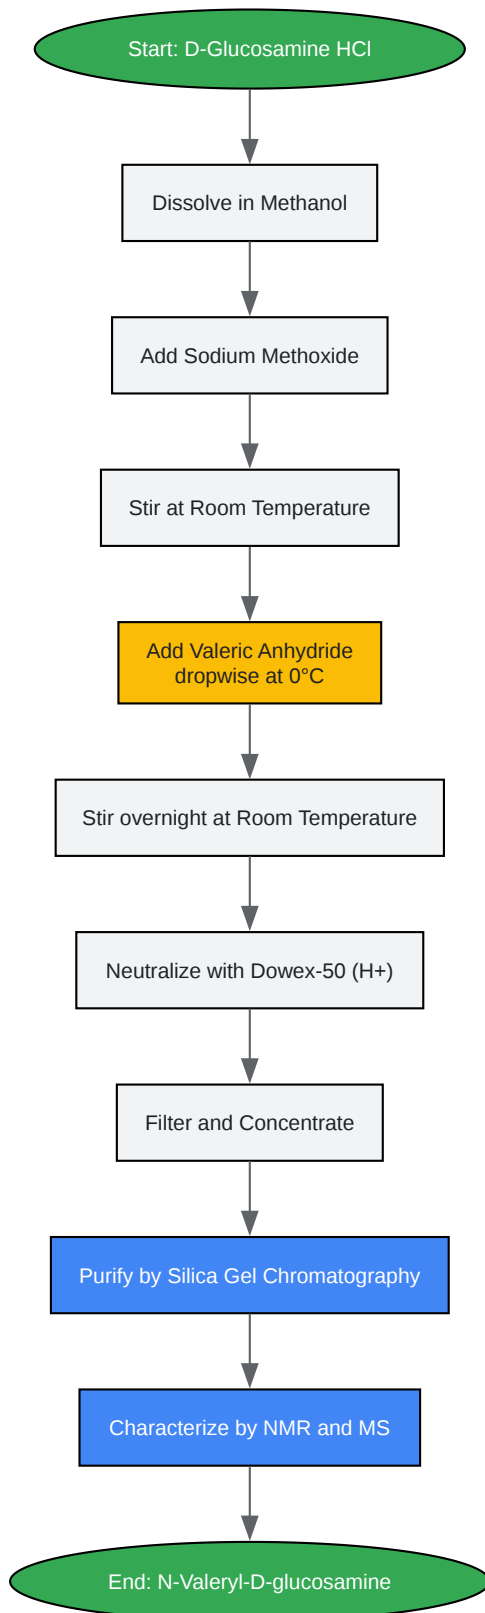 Start: D-Glucosamine HCl
Dissolve in Methanol
Add Sodium Methoxide
Stir at Room Temperature
Add Valeric Anhydride
dropwise at 0°C
Stir overnight at Room Temperature
Neutralize with Dowex-50 (H+)
Filter and Concentrate
Purify by Silica Gel Chromatography
Characterize by NMR and MS
End: N-Valeryl-D-glucosamine